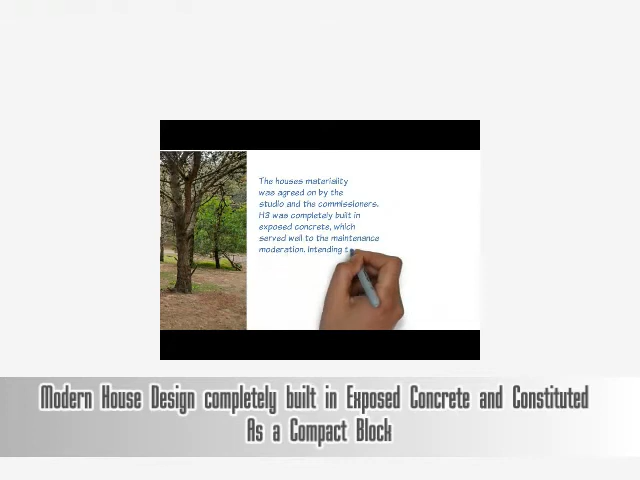 The houses materiality
was agreed on by the
studio and the commissioners.
H3 was completely built in
exposed concrete, which
served well to the maintenance
moderation. Intending t
Modern House Design completely built in Exposed Concrete and Constituted
As a Compact Block